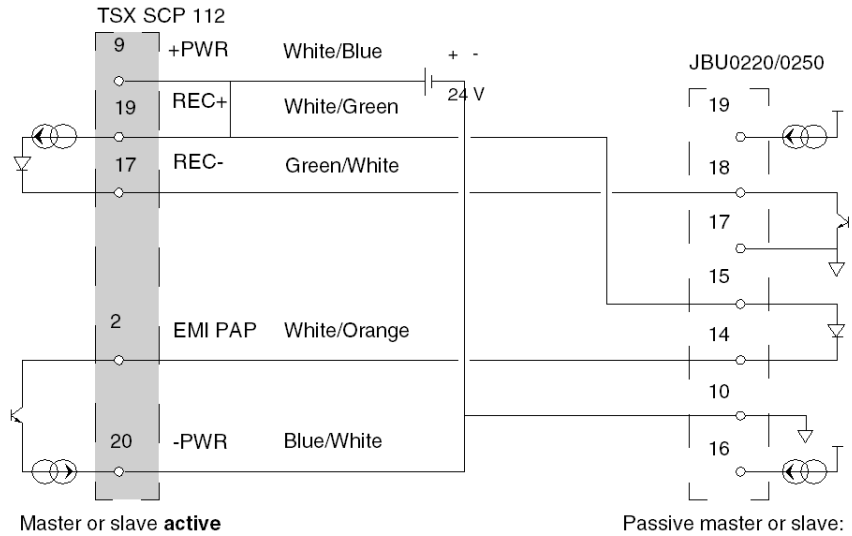 TSX SCP 112
9 +PWR White/Blue + -
24 V
JBU0220/0250
19 REC+ White/Green
19
17 REC- Green/White
18
17
15
2 EMI PAP White/Orange
14
10
20 -PWR Blue/White
16
Master or slave active
Passive master or slave: